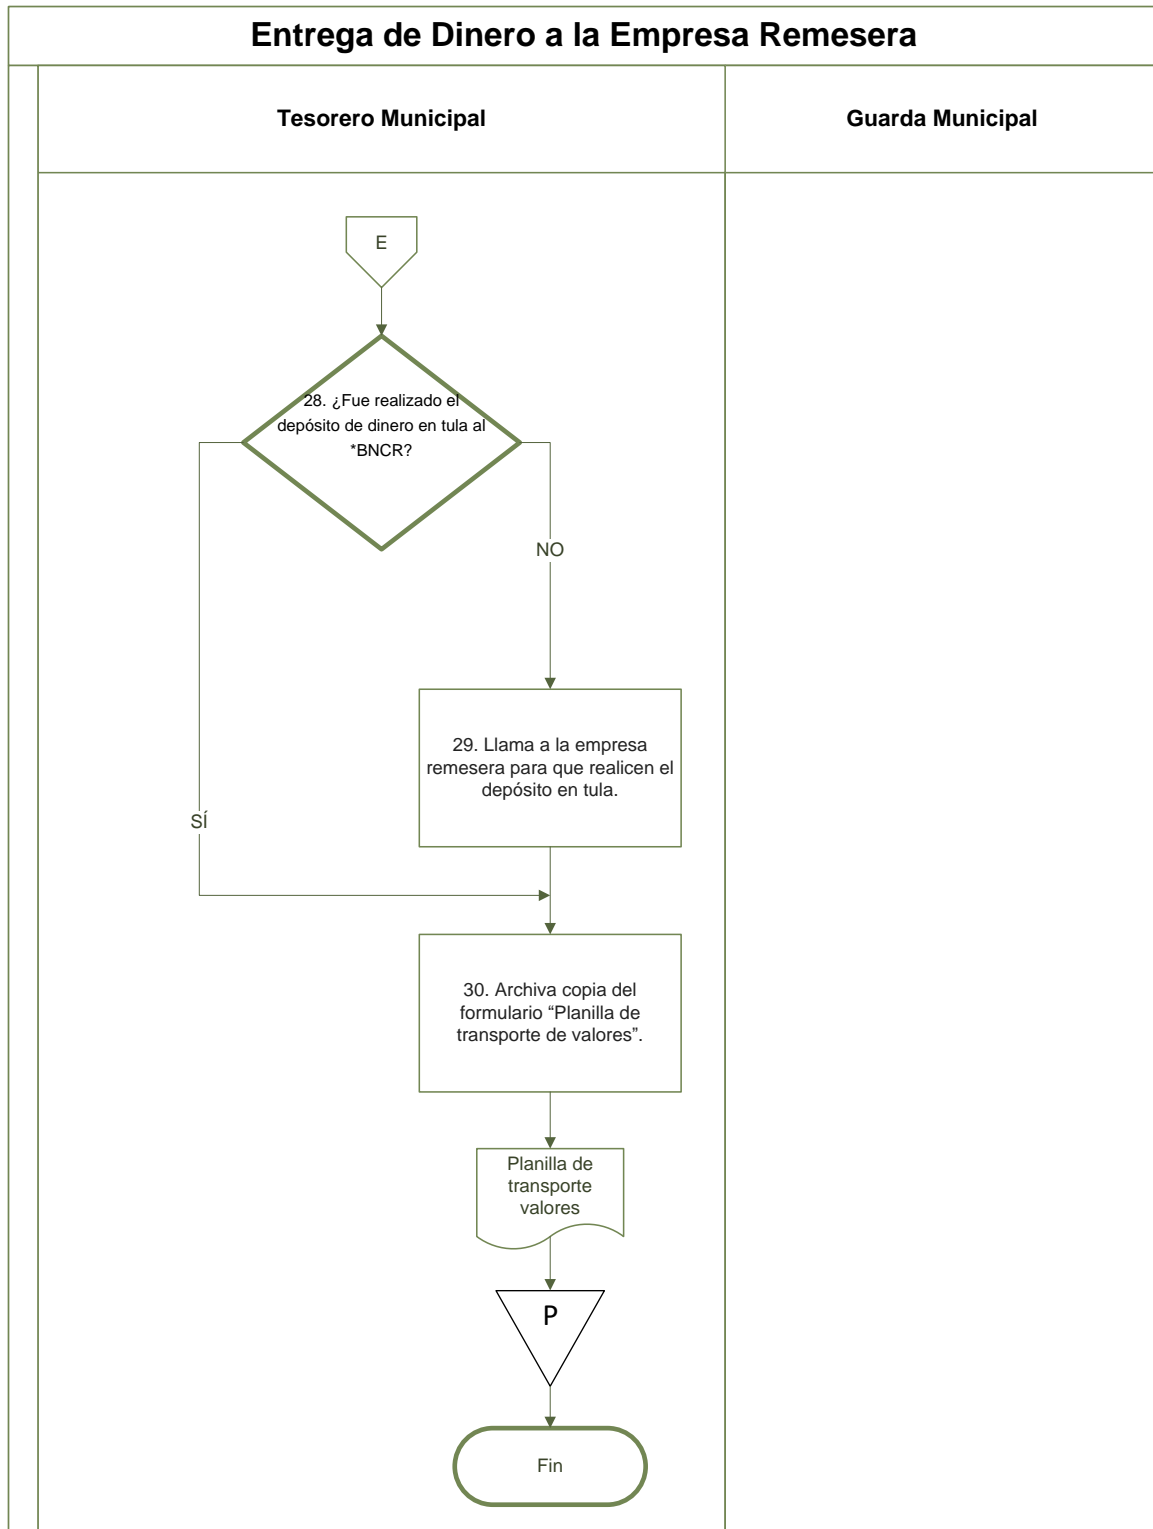 Entrega de Dinero a la Empresa Remesera
Tesorero Municipal
Guarda Municipal
E
28. ¿Fue realizado el
depósito de dinero en tula al
*BNCR?
NO
29. Llama a la empresa
remesera para que realicen el
depósito en tula.
SÍ
30. Archiva copia del
formulario “Planilla de
transporte de valores”.
Planilla de
transporte
valores
P
Fin